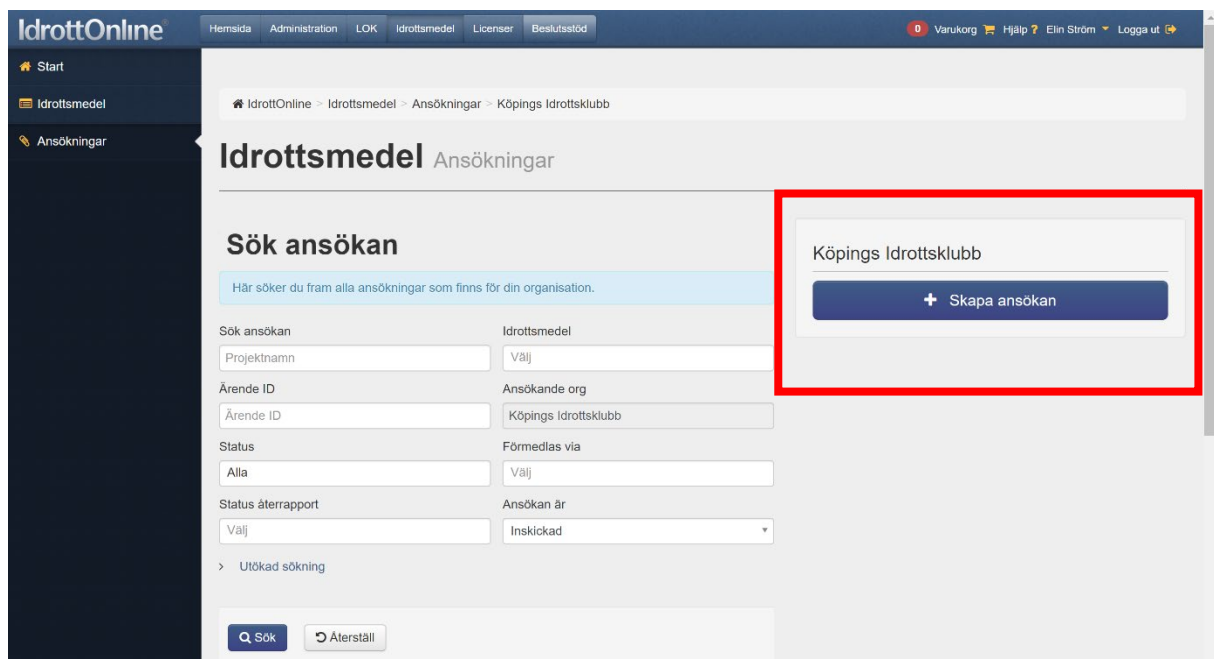 IdrottOnline
Hemsida Administration LOK Idrottsmedel Licenser Beslutsstöd
0 Varukorg Hjälp ? Elin Ström Logga ut
Start
Idrottsmedel
Ansökningar
IdrottOnline > Idrottsmedel > Ansökningar > Köpings Idrottsklubb
Idrottsmedel Ansökningar
Sök ansökan
Här söker du fram alla ansökningar som finns för din organisation.
Sök ansökan Idrottsmedel
Projektnamn Välj
Ärende ID Ansökande org
Ärende ID Köpings Idrottsklubb
Status Förmedlas via
Alla Välj
Status återrapport Ansökan är
Välj Inskickad
> Utökad sökning
Sök Återställ
Köpings Idrottsklubb
+ Skapa ansökan